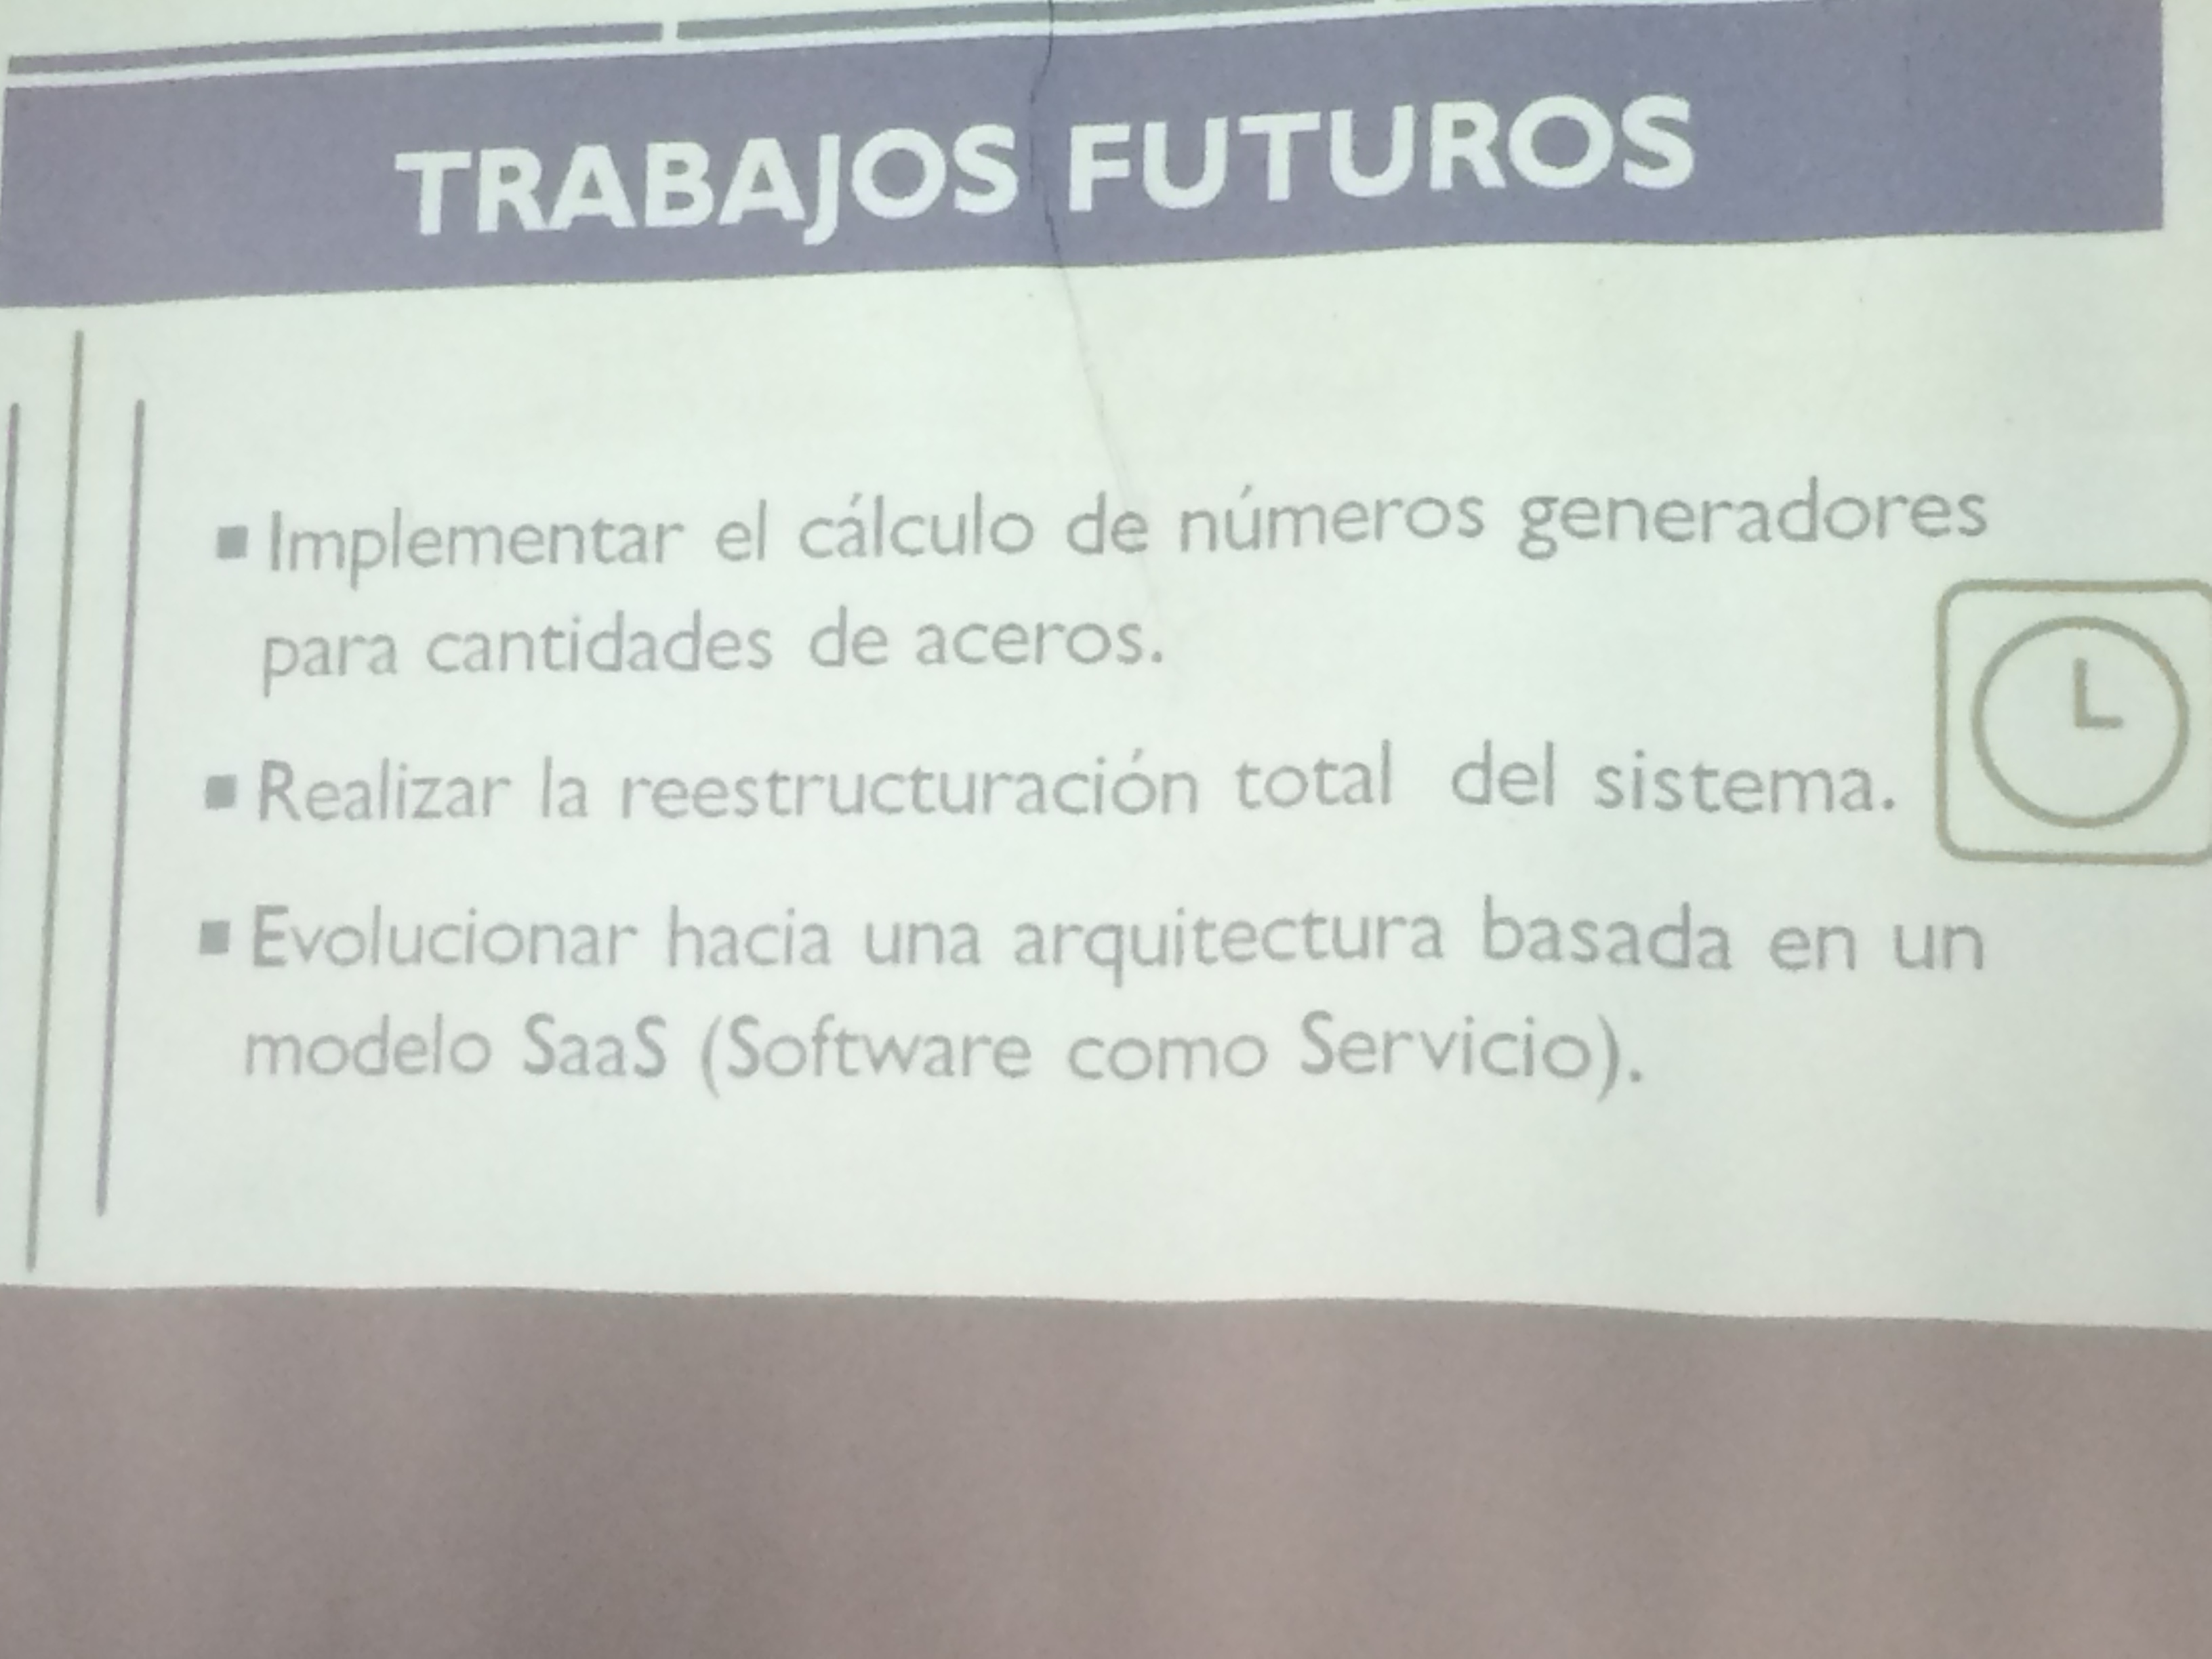 TRABAJOS FUTUROS
▪ Implementar el cálculo de números generadores
para cantidades de aceros.
▪ Realizar la reestructuración total del sistema.
▪ Evolucionar hacia una arquitectura basada en un
modelo SaaS (Software como Servicio).